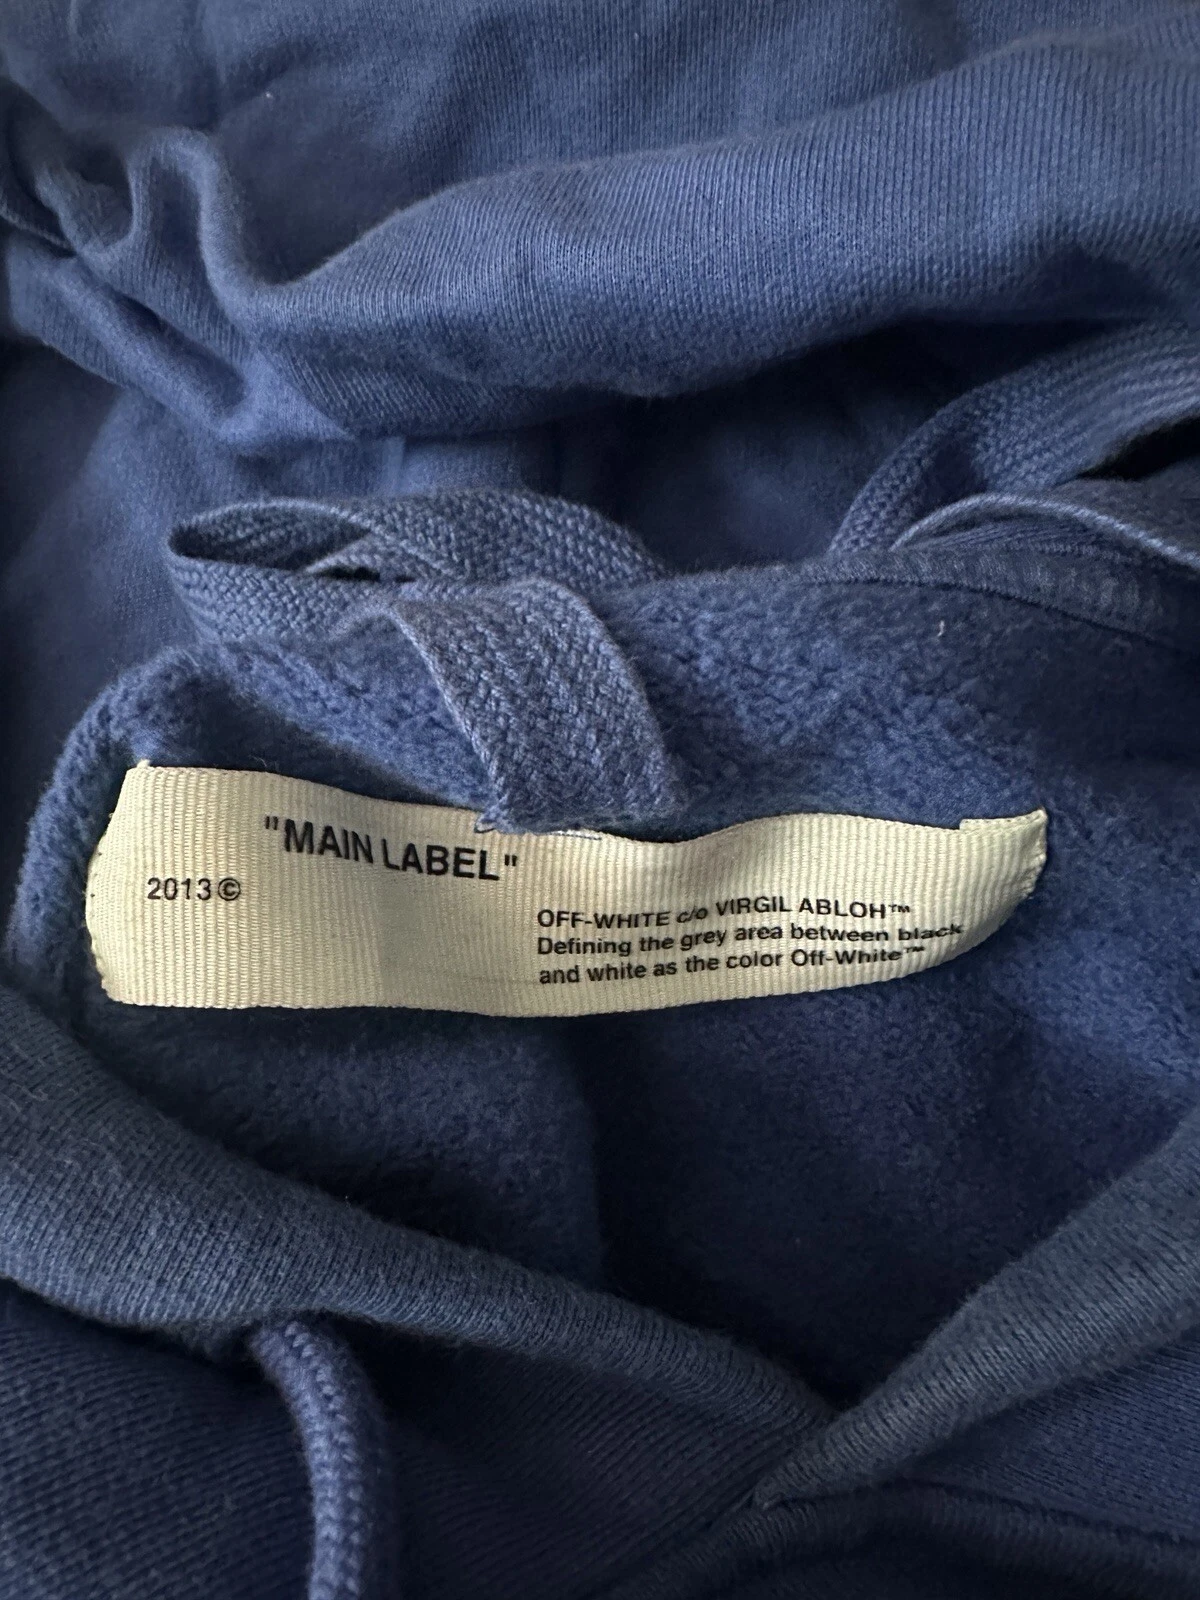 "MAIN LABEL"
2013©
OFF-WHITE c/o VIRGIL ABLOH™
Defining the grey area between black
and white as the color Off-White™